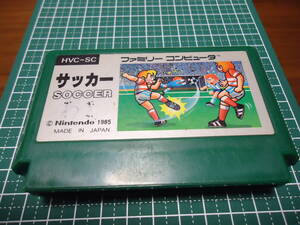 HVC-SC
ファミリー コンピュータ
サッカー
SOCCER
© Nintendo 1985
MADE IN JAPAN